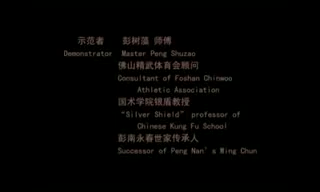 示范者 彭树藻 师傅
Demonstrator Master Peng Shuzao
佛山精武体育会顾问
Consultant of Foshan Chinwoo
Athletic Association
国术学院银盾教授
“Silver Shield” professor of
Chinese Kung Fu School
彭南永春世家传承人
Successor of Peng Nan's Wing Chun